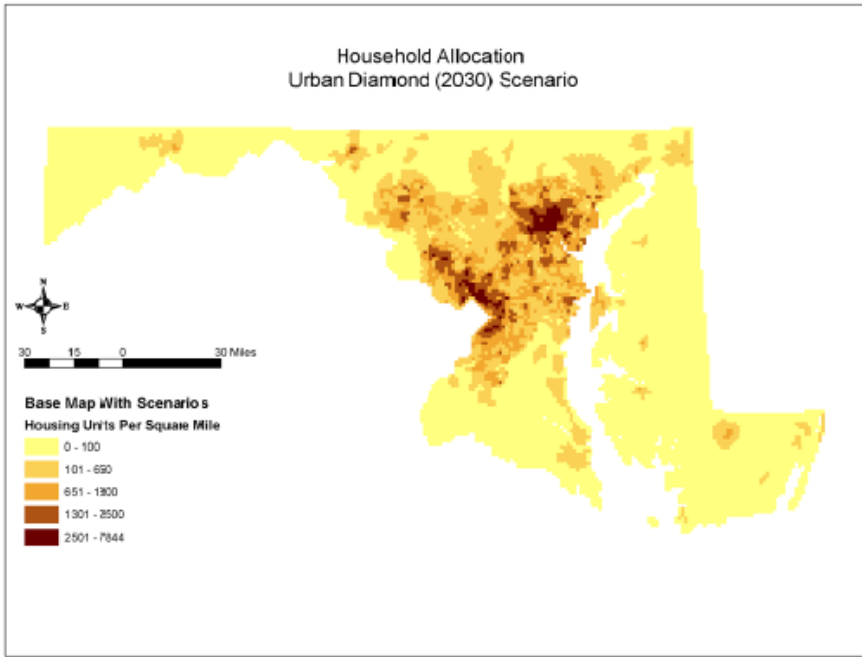 Household Allocation
Urban Diamond (2030) Scenario
N
W E
S
30 15 0 30 Miles
Base Map With Scenarios
Housing Units Per Square Mile
0 - 100
101 - 650
651 - 1300
1301 - 2500
2501 - 7844